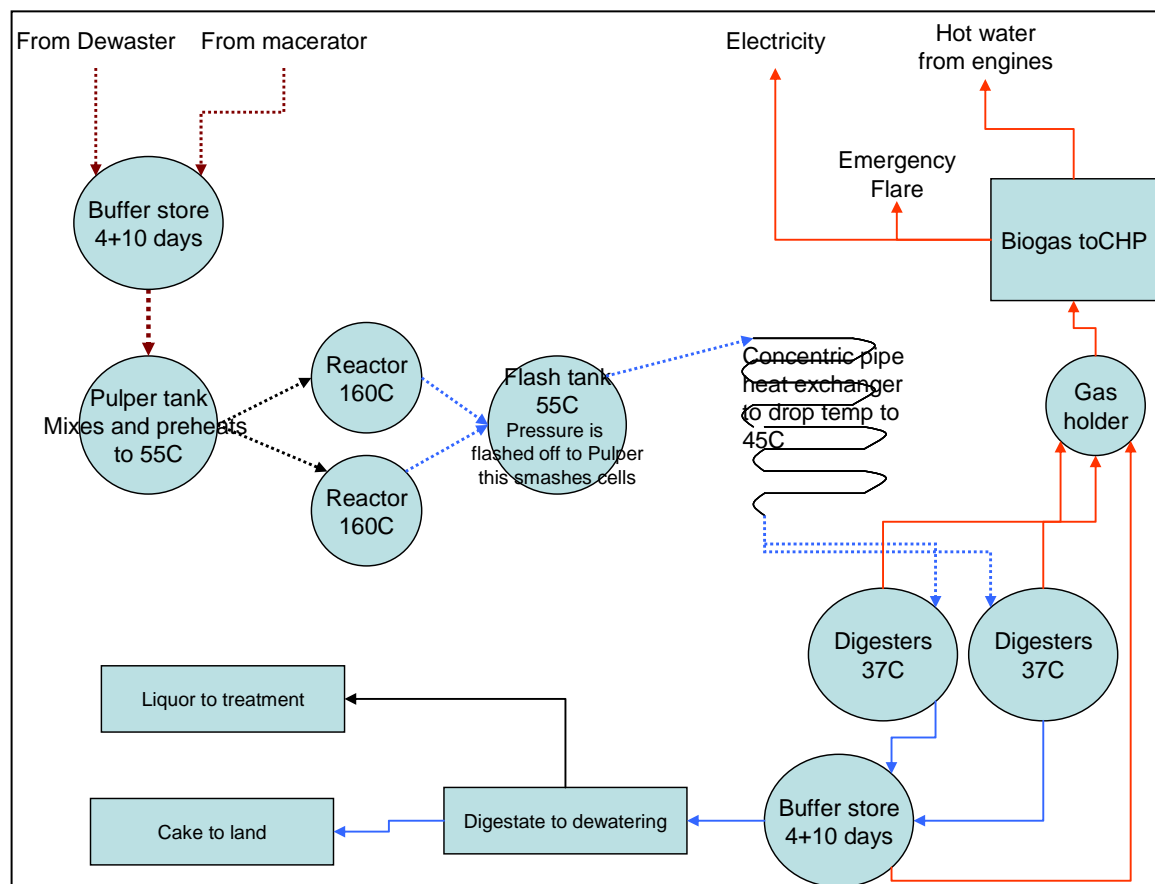 From Dewaster
From macerator
Electricity
Hot water
from engines
Emergency
Flare
Buffer store
4+10 days
Biogas toCHP
Pulper tank
Mixes and preheats
to 55C
Reactor
160C
Reactor
160C
Flash tank
55C
Pressure is
flashed off to Pulper
this smashes cells
Concentric pipe
heat exchanger
to drop temp to
45C
Gas
holder
Digesters
37C
Digesters
37C
Liquor to treatment
Cake to land
Digestate to dewatering
Buffer store
4+10 days